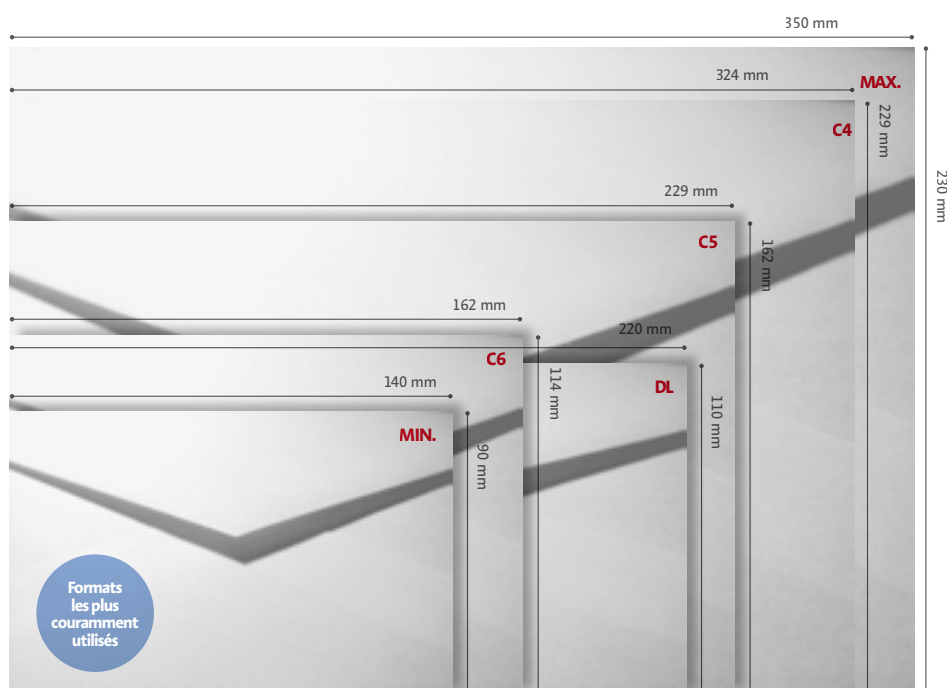 350 mm
324 mm
MAX.
C4
229 mm
230 mm
229 mm
C5
162 mm
162 mm
220 mm
C6
114 mm
DL
110 mm
140 mm
MIN.
90 mm
Formats
les plus
couramment
utilisés